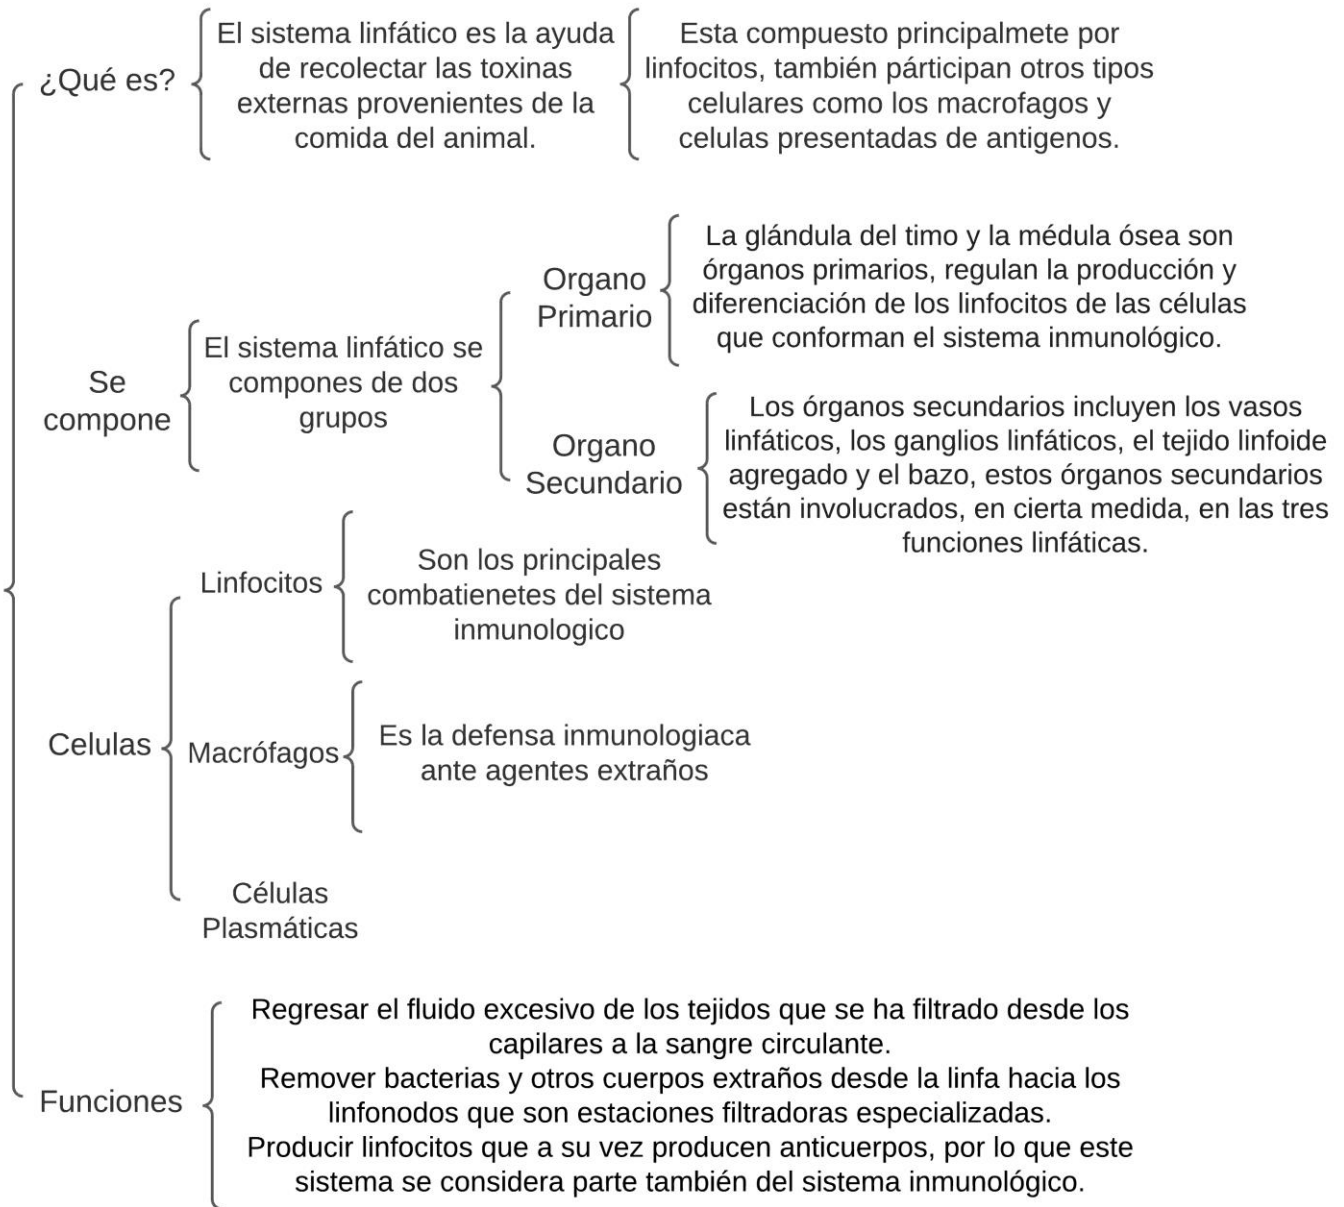 ¿Qué es?
El sistema linfático es la ayuda
de recolectar las toxinas
externas provenientes de la
comida del animal.
Esta compuesto principalmete por
linfocitos, también párticipan otros tipos
celulares como los macrofagos y
celulas presentadas de antigenos.
Se
compone
El sistema linfático se
compones de dos
grupos
Organo
Primario
La glándula del timo y la médula ósea son
órganos primarios, regulan la producción y
diferenciación de los linfocitos de las células
que conforman el sistema inmunológico.
Organo
Secundario
Los órganos secundarios incluyen los vasos
linfáticos, los ganglios linfáticos, el tejido linfoide
agregado y el bazo, estos órganos secundarios
están involucrados, en cierta medida, en las tres
funciones linfáticas.
Celulas
Linfocitos
Son los principales
combatienetes del sistema
inmunologico
Macrófagos
Es la defensa inmunologiaca
ante agentes extraños
Células
Plasmáticas
Funciones
Regresar el fluido excesivo de los tejidos que se ha filtrado desde los
capilares a la sangre circulante.
Remover bacterias y otros cuerpos extraños desde la linfa hacia los
linfonodos que son estaciones filtradoras especializadas.
Producir linfocitos que a su vez producen anticuerpos, por lo que este
sistema se considera parte también del sistema inmunológico.